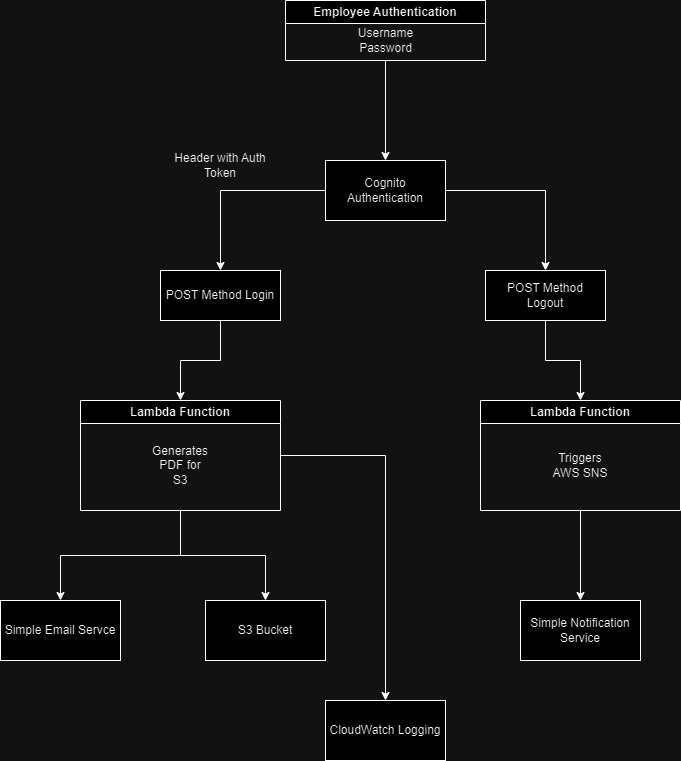 Employee Authentication
Username
Password
Header with Auth
Token
Cognito
Authentication
POST Method Login
POST Method
Logout
Lambda Function
Generates
PDF for
S3
Lambda Function
Triggers
AWS SNS
Simple Email Servce
S3 Bucket
Simple Notification
Service
CloudWatch Logging